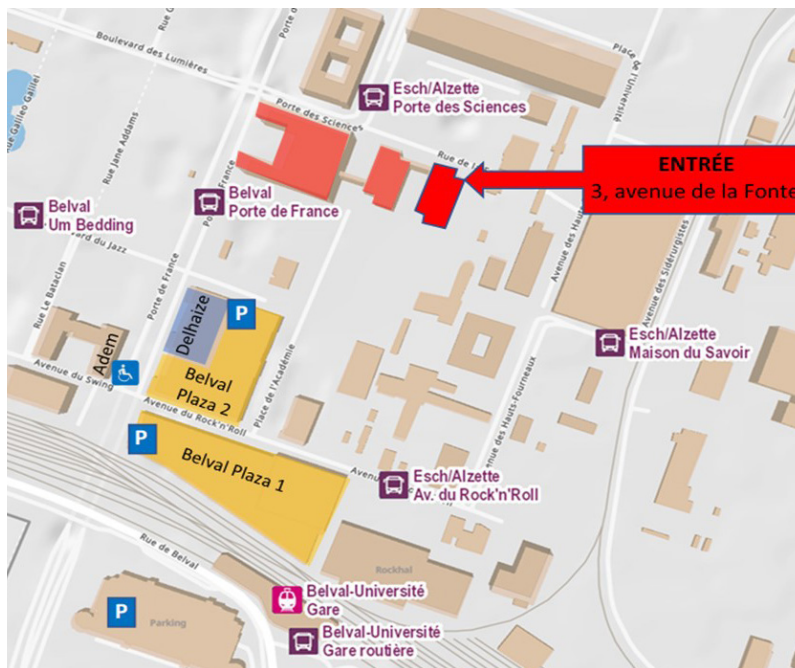 Boulevard des Lumières
Rue Galileo Galilei
Rue Jane Addams
Place de l'Université
Esch/Alzette
Porte des Sciences
Porte des Sciences
Rue de
ENTRÉE
3, avenue de la Fonte
Belval
Porte de France
Belval
Um Bedding
Avenue des Sidérurgistes
Rue Le Bataclan
Porte de France
Delhaize
P
Adem
Esch/Alzette
Maison du Savoir
Avenue du Swing
Belval
Plaza 2
Place de l'Académie
Avenue des Hauts-Fourneaux
Avenue du Rock'n'Roll
P
Belval Plaza 1
Esch/Alzette
Av. du Rock'n'Roll
Rue de Belval
Rockhal
Belval-Université
Gare
P
Parking
Belval-Université
Gare routière